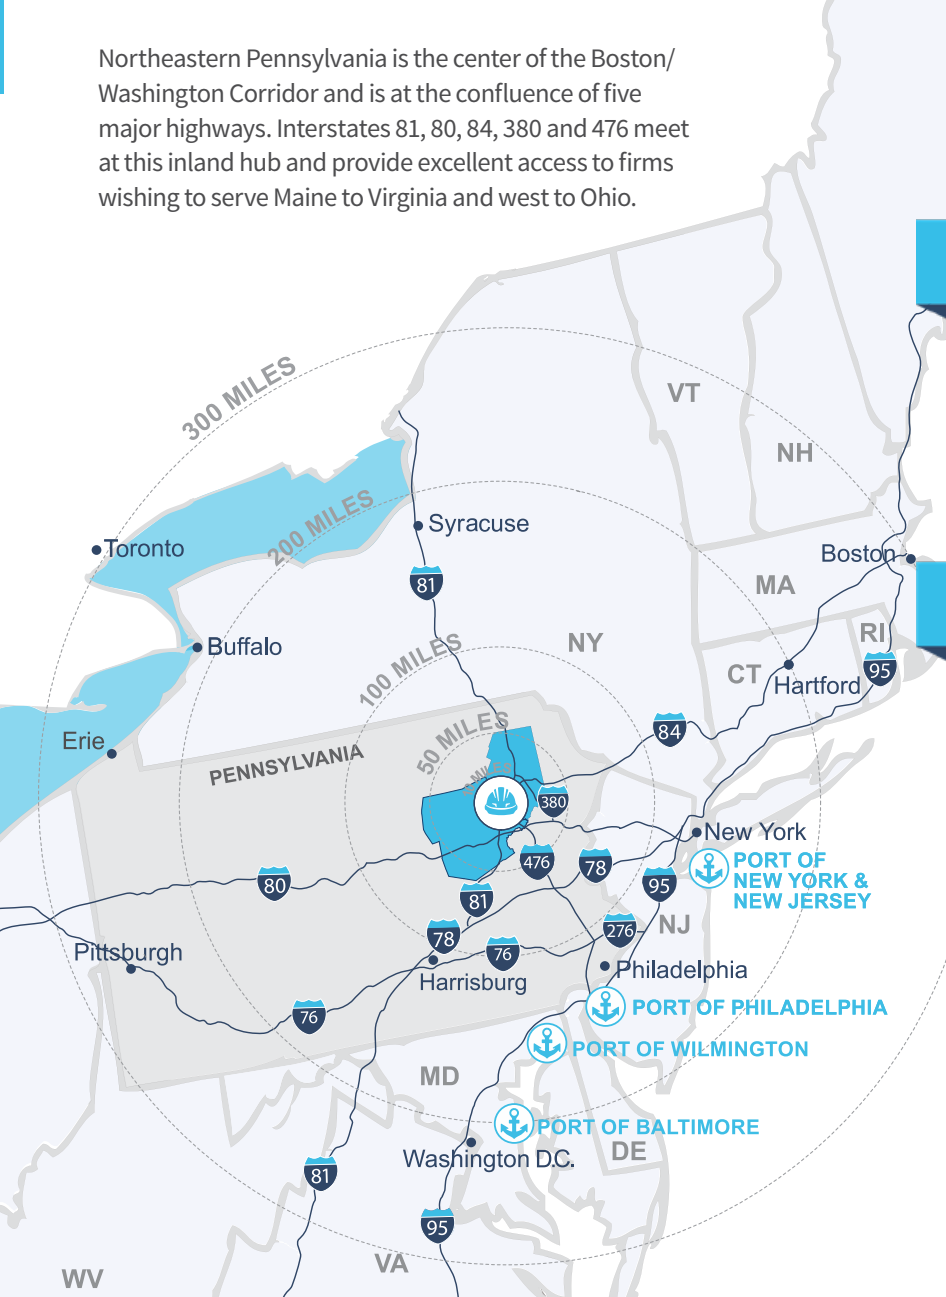 Northeastern Pennsylvania is the center of the Boston/
Washington Corridor and is at the confluence of five
major highways. Interstates 81, 80, 84, 380 and 476 meet
at this inland hub and provide excellent access to firms
wishing to serve Maine to Virginia and west to Ohio.
300 MILES
VT
NH
200 MILES
Syracuse
Toronto
Boston
81
MA
NY
RI
Buffalo
100 MILES
CT
95
Hartford
50 MILES
84
Erie
PENNSYLVANIA
MILES
380
New York
PORT OF
NEW YORK &
NEW JERSEY
476
78
80
95
81
NJ
78
276
76
Pittsburgh
Harrisburg
Philadelphia
PORT OF PHILADELPHIA
76
PORT OF WILMINGTON
MD
PORT OF BALTIMORE
Washington D.C.
DE
81
95
VA
WV